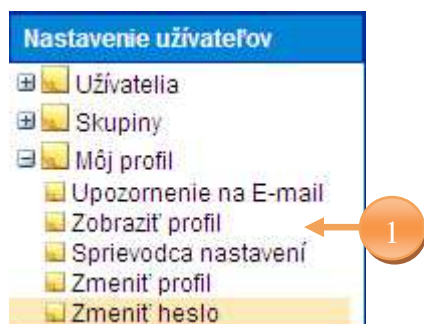 Nastavenie užívateľov
Užívatelia
Skupiny
Môj profil
Upozornenie na E-mail
Zobraziť profil
1
Sprievodca nastavení
Zmeniť profil
Zmeniť heslo